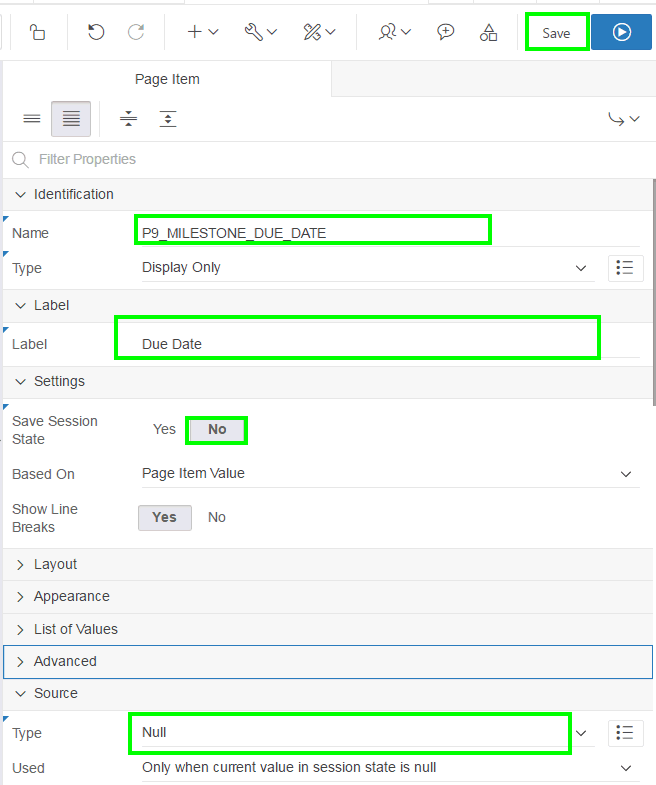 Save
Page Item
Filter Properties
Identification
Name P9_MILESTONE_DUE_DATE
Type Display Only
Label
Label Due Date
Settings
Save Session State Yes No
Based On Page Item Value
Show Line Breaks Yes No
Layout
Appearance
List of Values
Advanced
Source
Type Null
Used Only when current value in session state is null